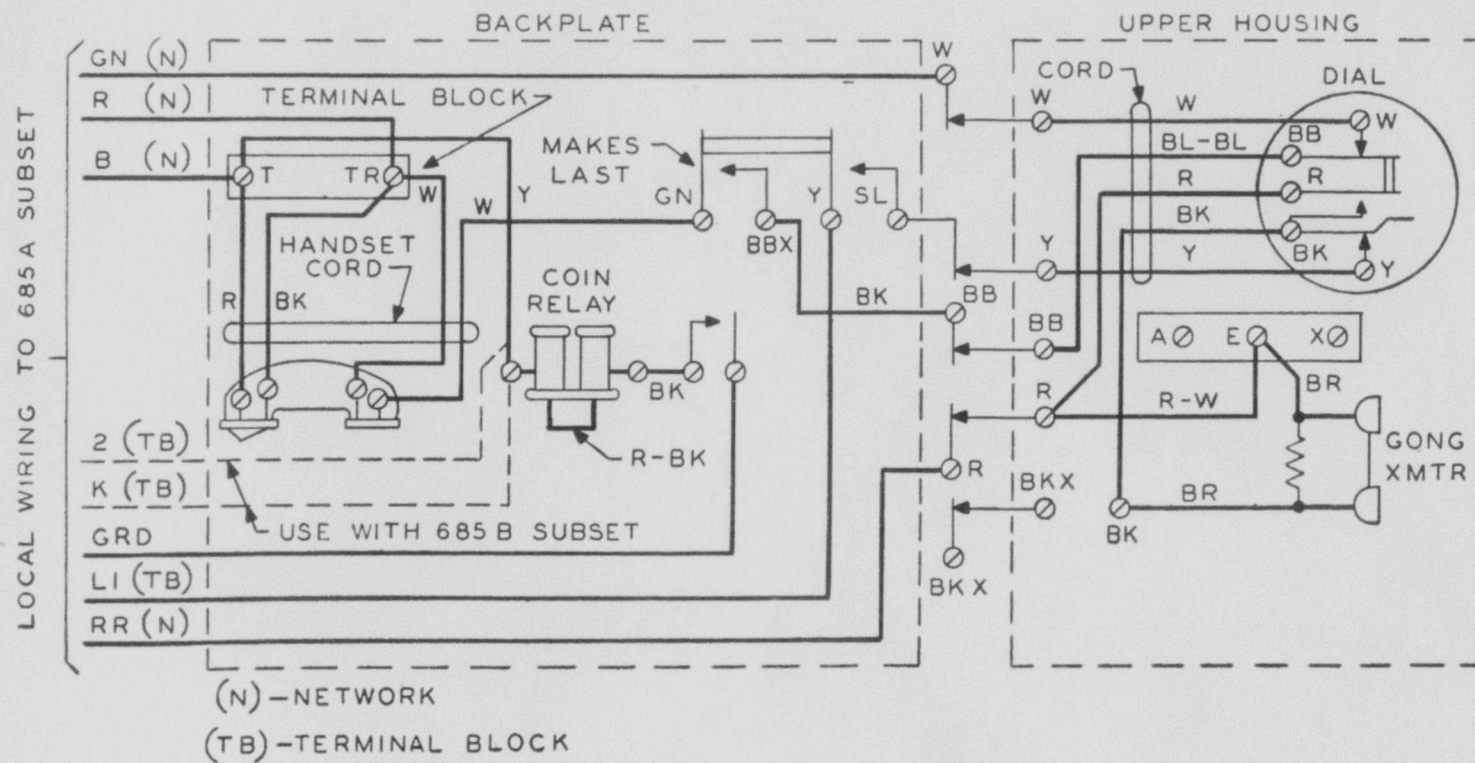 BACKPLATE
UPPER HOUSING
LOCAL WIRING TO 685A SUBSET
GN (N)
R (N)
B (N)
TERMINAL BLOCK
T
TR
W
W
Y
HANDSET
CORD
R
BK
COIN
RELAY
BK
R-BK
MAKES
LAST
GN
BBX
Y
SL
BK
2 (TB)
K (TB)
USE WITH 685B SUBSET
GRD
L1 (TB)
RR (N)
W
BB
R
BKX
CORD
W
W
BL-BL
R
BK
Y
Y
BB
R
BKX
DIAL
W
BB
R
BK
Y
A
E
X
BR
R-W
BR
BK
GONG
XMTR
(N)-NETWORK
(TB)-TERMINAL BLOCK